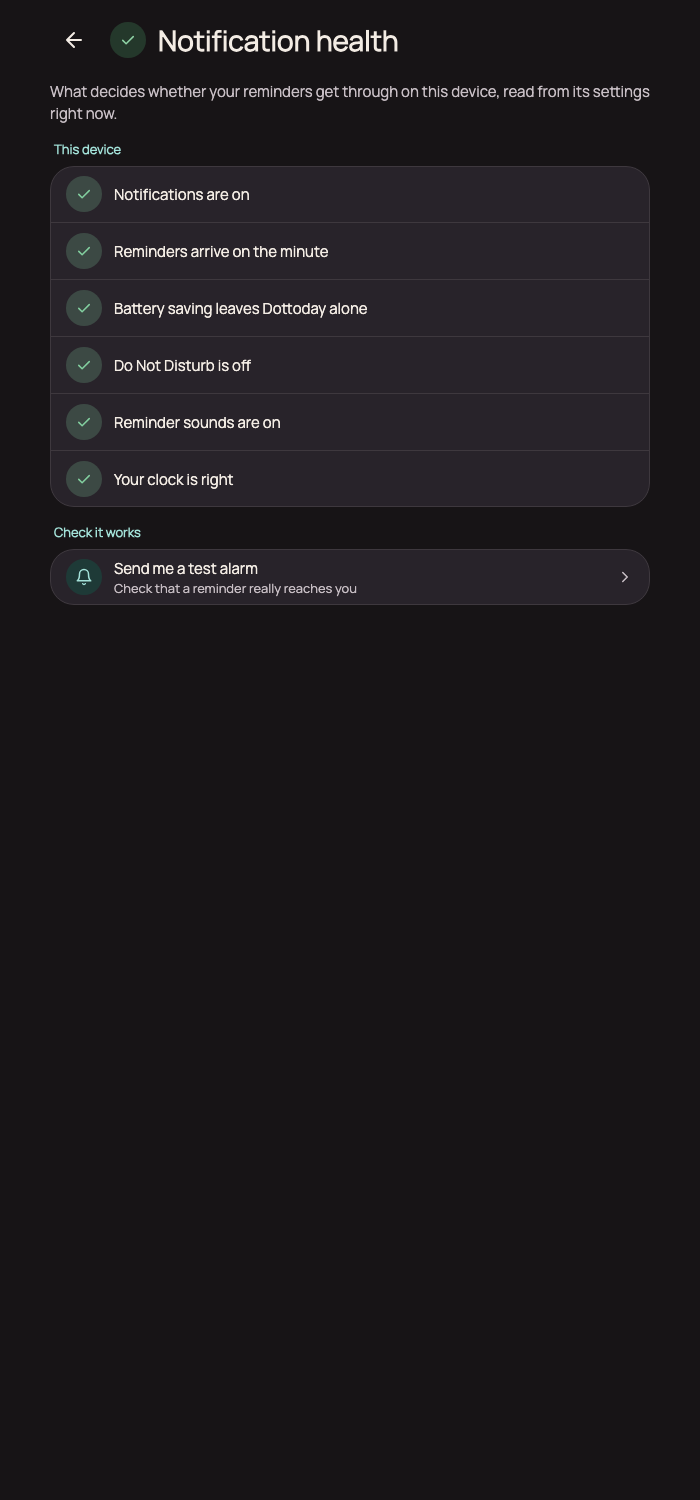 Notification health
What decides whether your reminders get through on this device, read from its settings
right now.
This device
Notifications are on
Reminders arrive on the minute
Battery saving leaves Dottoday alone
Do Not Disturb is off
Reminder sounds are on
Your clock is right
Check it works
Send me a test alarm
Check that a reminder really reaches you